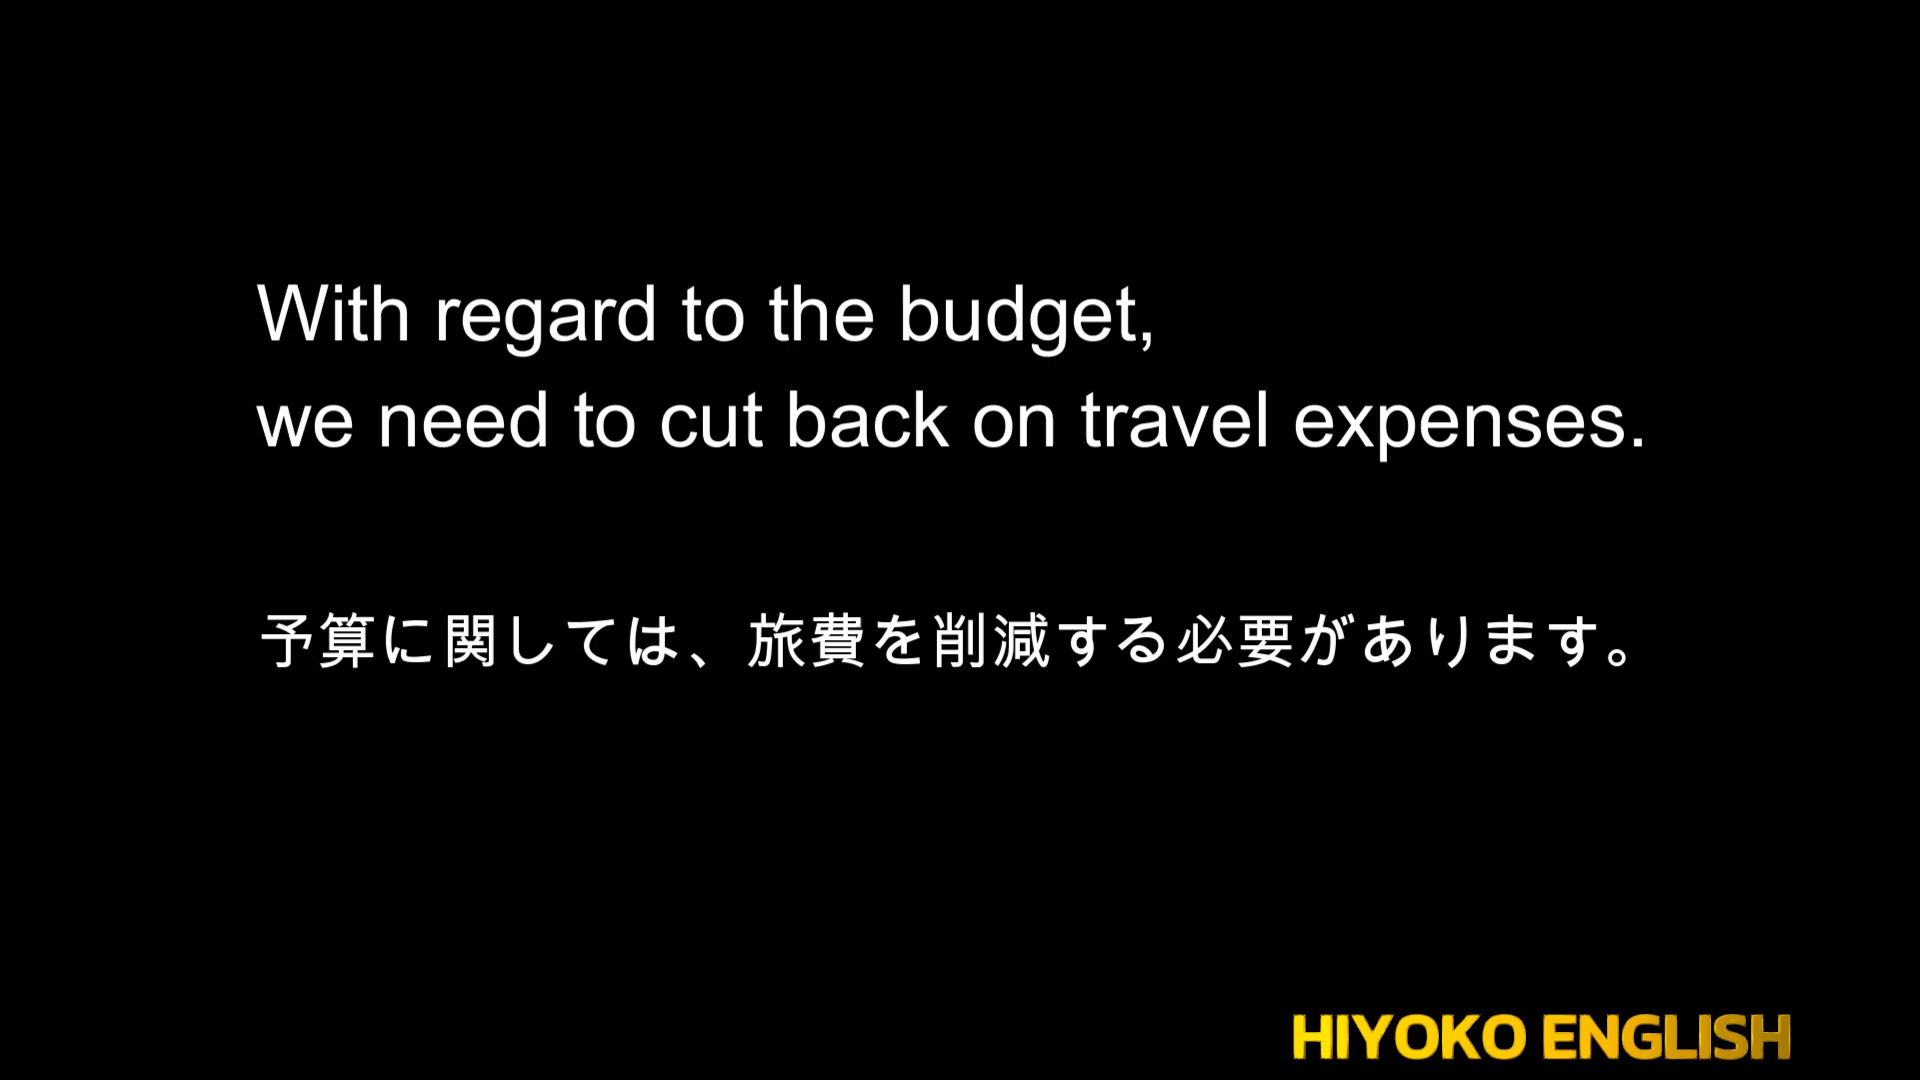 With regard to the budget,
we need to cut back on travel expenses.
予算に関しては、旅費を削減する必要があります。
HIYOKO ENGLISH